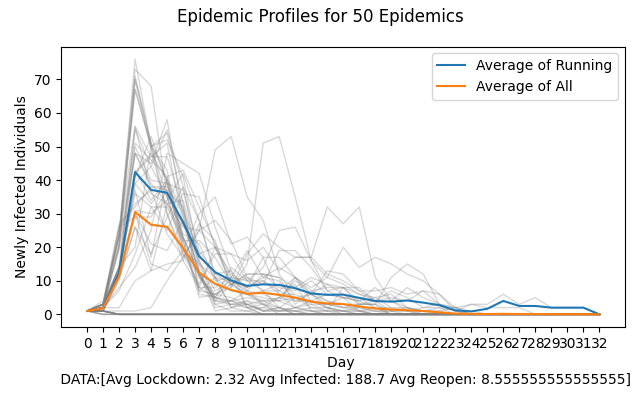 Epidemic Profiles for 50 Epidemics
Average of Running
Average of All
Newly Infected Individuals
70
60
50
40
30
20
10
0
0 1 2 3 4 5 6 7 8 9 10 11 12 13 14 15 16 17 18 19 20 21 22 23 24 25 26 27 28 29 30 31 32
Day
DATA:[Avg Lockdown: 2.32 Avg Infected: 188.7 Avg Reopen: 8.555555555555555]